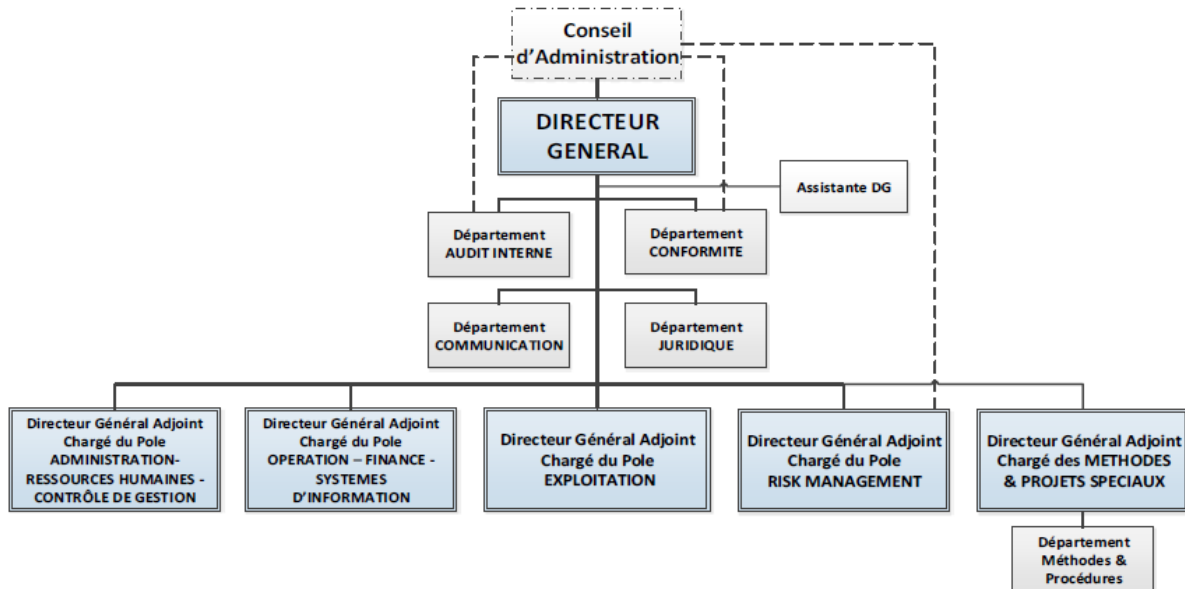 Conseil
d'Administration
DIRECTEUR
GENERAL
Assistante DG
Département
AUDIT INTERNE
Département
CONFORMITE
Département
COMMUNICATION
Département
JURIDIQUE
Directeur Général Adjoint
Chargé du Pole
ADMINISTRATION-
RESSOURCES HUMAINES -
CONTRÔLE DE GESTION
Directeur Général Adjoint
Chargé du Pole
OPERATION – FINANCE -
SYSTEMES
D'INFORMATION
Directeur Général Adjoint
Chargé du Pole
EXPLOITATION
Directeur Général Adjoint
Chargé du Pole
RISK MANAGEMENT
Directeur Général Adjoint
Chargé des METHODES
& PROJETS SPECIAUX
Département
Méthodes &
Procédures